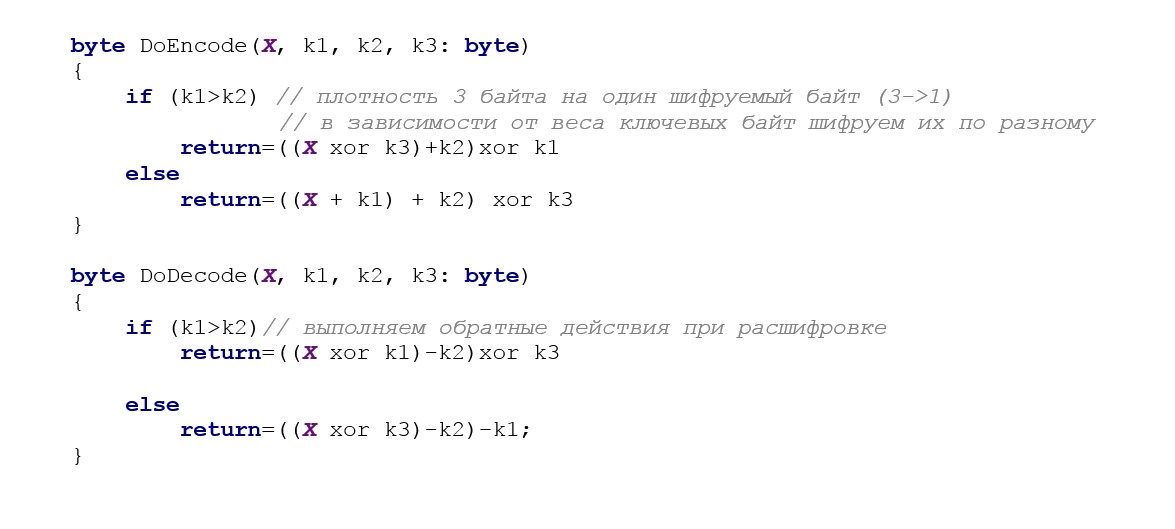 byte DoEncode(X, k1, k2, k3: byte)
{
    if (k1>k2) // плотность 3 байта на один шифруемый байт (3->1)
               // в зависимости от веса ключевых байт шифруем их по разному
        return=((X xor k3)+k2)xor k1
    else
        return=((X + k1) + k2) xor k3
}
byte DoDecode(X, k1, k2, k3: byte)
{
    if (k1>k2)// выполняем обратные действия при расшифровке
        return=((X xor k1)-k2)xor k3
    else
        return=((X xor k3)-k2)-k1;
}